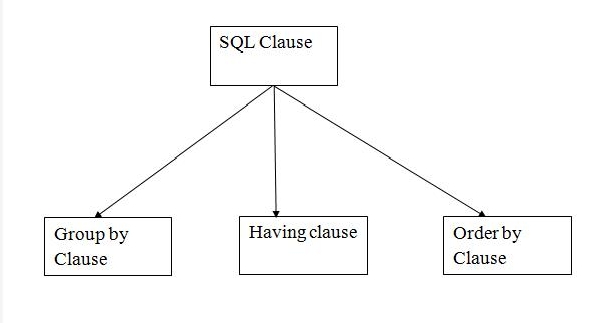 SQL Clause
Group by
Clause
Having clause
Order by
Clause